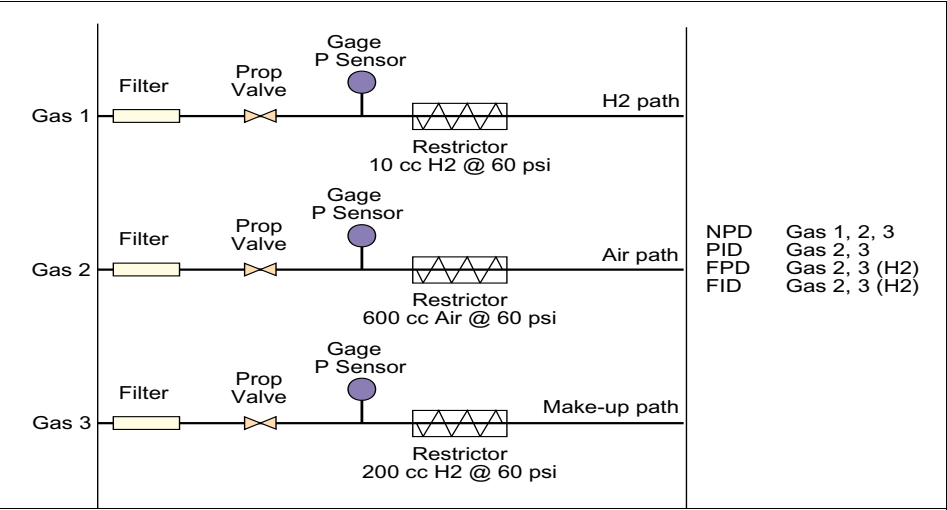 Gage
P Sensor
Prop
Valve
Filter
Gas 1
H2 path
Restrictor
10 cc H2 @ 60 psi
Gage
P Sensor
Prop
Valve
Filter
Gas 2
Air path
Restrictor
600 cc Air @ 60 psi
Gage
P Sensor
Prop
Valve
Filter
Gas 3
Make-up path
Restrictor
200 cc H2 @ 60 psi
NPD Gas 1, 2, 3
PID Gas 2, 3
FPD Gas 2, 3 (H2)
FID Gas 2, 3 (H2)